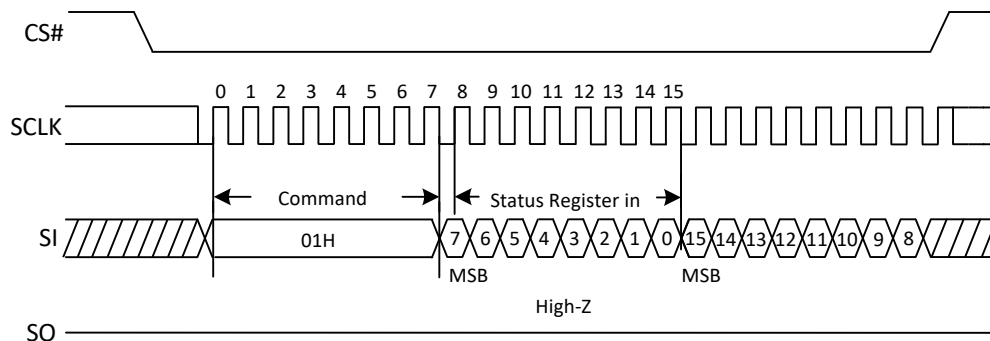 CS#
0 1 2 3 4 5 6 7 8 9 10 11 12 13 14 15
SCLK
Command Status Register in
SI 01H 7 6 5 4 3 2 1 0 15 14 13 12 11 10 9 8
MSB MSB
High-Z
SO